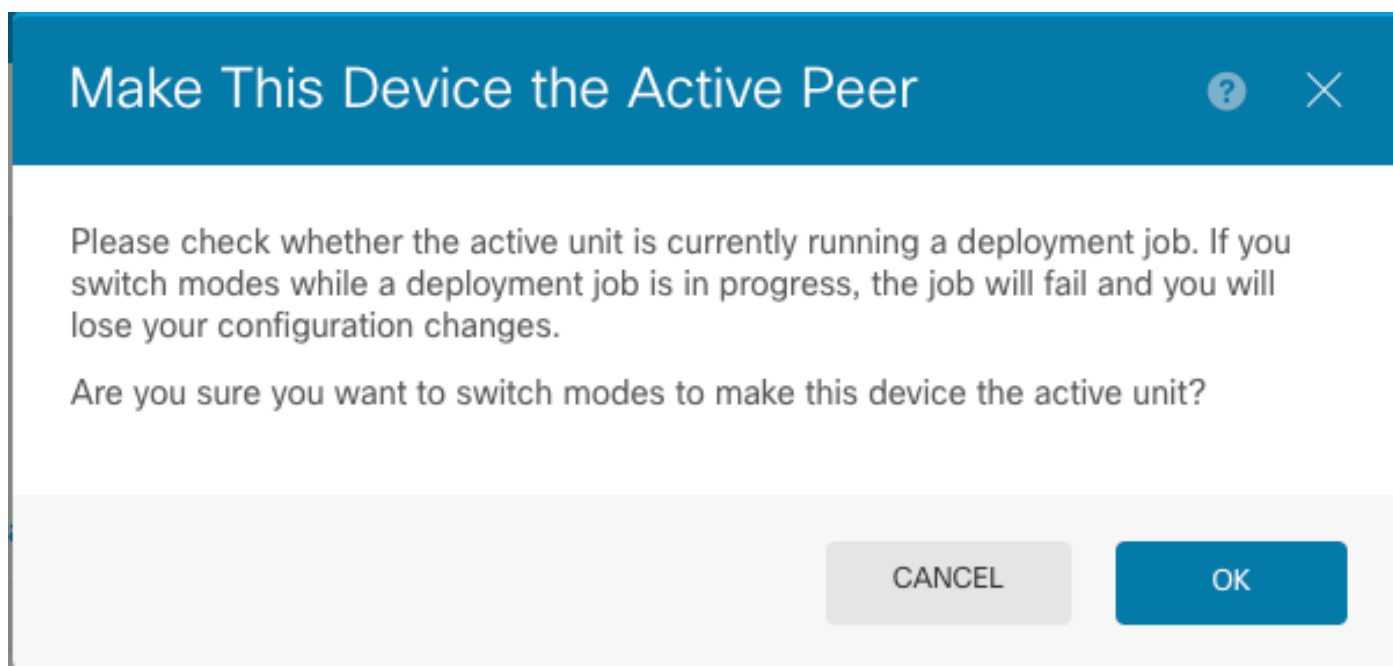 Make This Device the Active Peer
?
Please check whether the active unit is currently running a deployment job. If you
switch modes while a deployment job is in progress, the job will fail and you will
lose your configuration changes.
Are you sure you want to switch modes to make this device the active unit?
CANCEL
OK